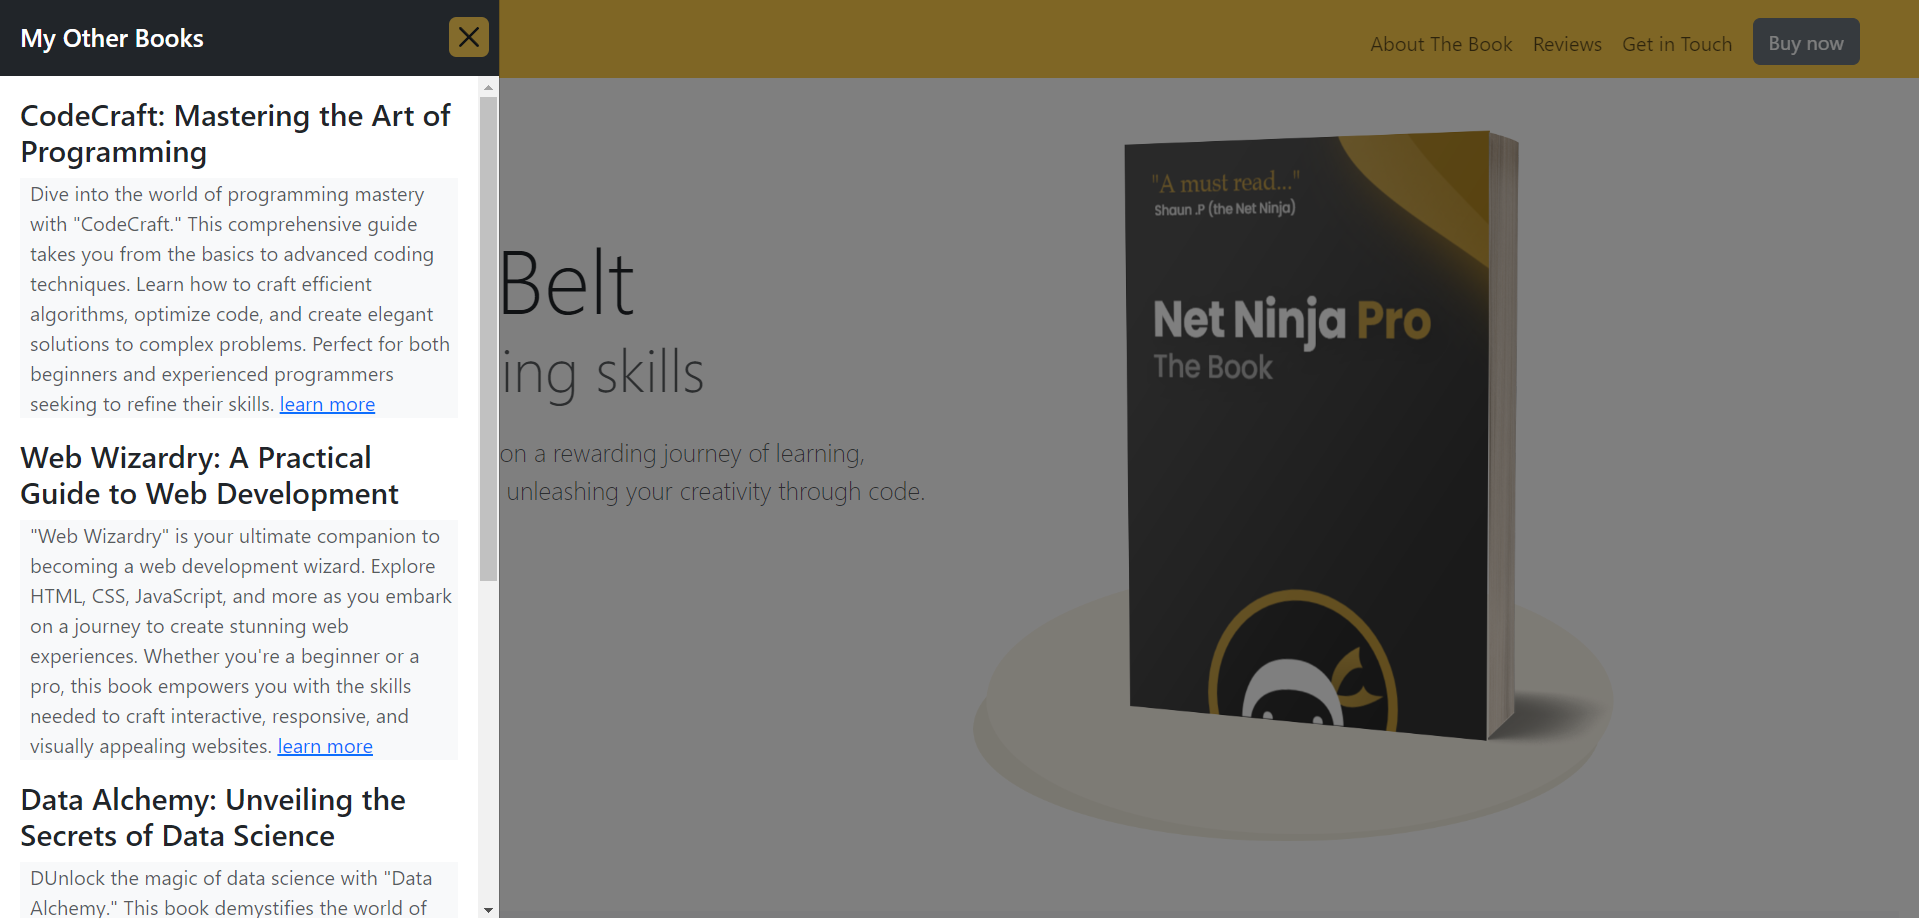 My Other Books
About The Book
Reviews
Get in Touch
Buy now
CodeCraft: Mastering the Art of
Programming
Dive into the world of programming mastery
with "CodeCraft." This comprehensive guide
takes you from the basics to advanced coding
techniques. Learn how to craft efficient
algorithms, optimize code, and create elegant
solutions to complex problems. Perfect for both
beginners and experienced programmers
seeking to refine their skills. learn more
Web Wizardry: A Practical
Guide to Web Development
"Web Wizardry" is your ultimate companion to
becoming a web development wizard. Explore
HTML, CSS, JavaScript, and more as you embark
on a journey to create stunning web
experiences. Whether you're a beginner or a
pro, this book empowers you with the skills
needed to craft interactive, responsive, and
visually appealing websites. learn more
Data Alchemy: Unveiling the
Secrets of Data Science
DUnlock the magic of data science with "Data
Alchemy." This book demystifies the world of
Belt
ing skills
on a rewarding journey of learning,
unleashing your creativity through code.
"A must read..."
Shaun .P (the Net Ninja)
Net Ninja Pro
The Book